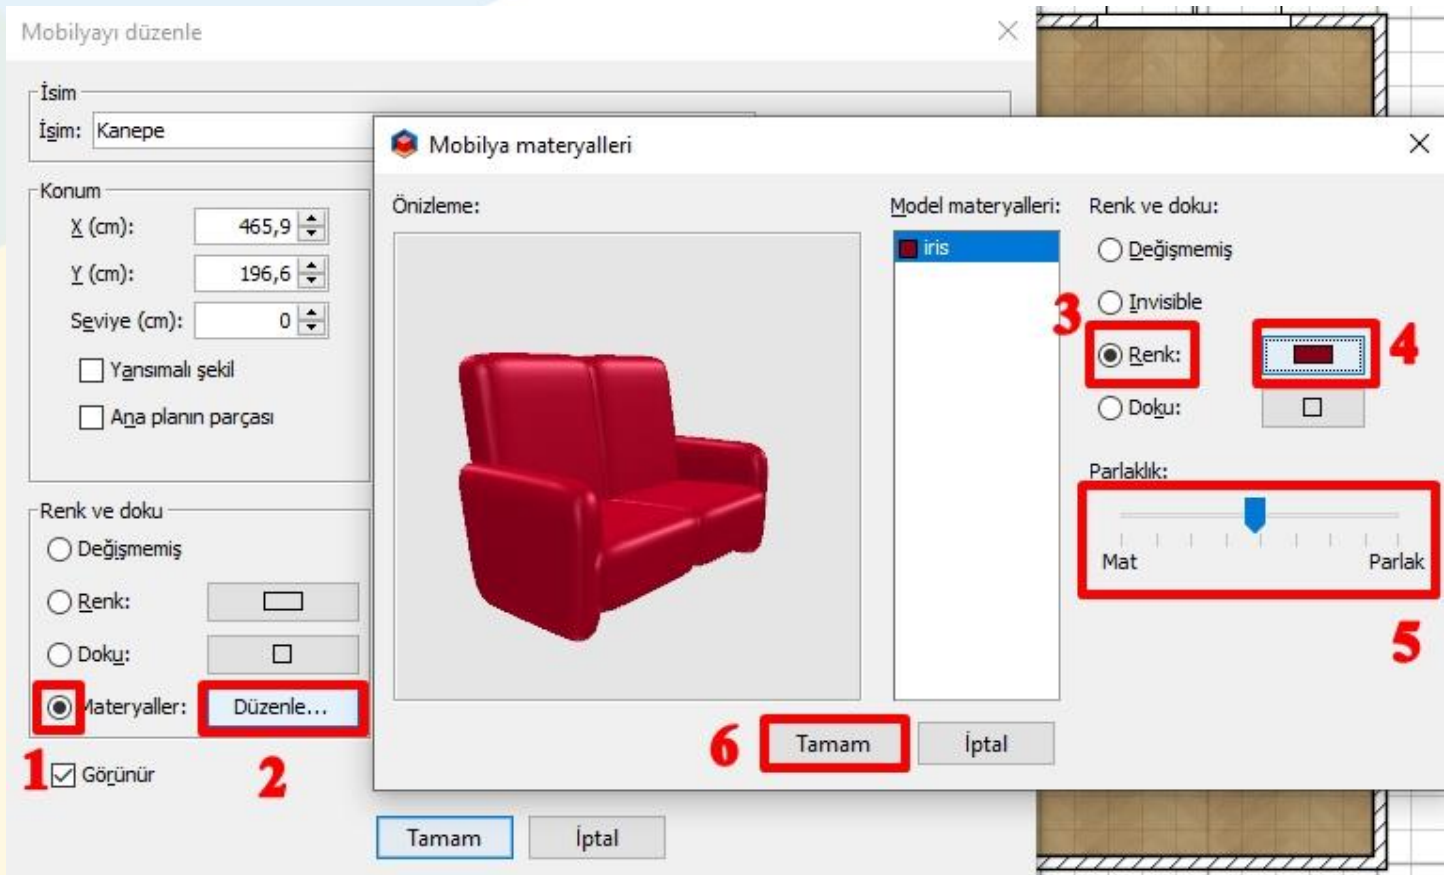 Mobilyayı düzenle
İsim
İsim: Kanepe
Konum
X (cm): 465,9
Y (cm): 196,6
Seviye (cm): 0
Yansımalı şekil
Ana planın parçası
Renk ve doku
Değişmemiş
Renk:
Doku:
Materyaller: Düzenle...
1
2
Görünür
Tamam İptal
Mobilya materyalleri
Önizleme:
Model materyalleri:
iris
Renk ve doku:
Değişmemiş
Invisible
3
Renk:
4
Doku:
Parlaklık:
Mat Parlak
5
6
Tamam İptal